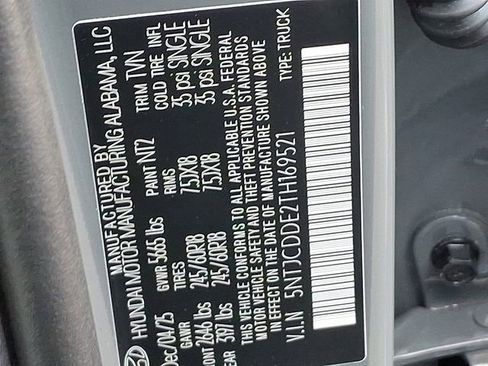 MANUFACTURED BY
HYUNDAI MOTOR MANUFACTURING ALABAMA, LLC
Dec/04/25 GVWR 5665 lbs PAINT NT2 TRIM TVN
GAWR TIRES RIMS COLD TIRE INFL
2646 lbs 245/60R18 7.5JX18 35 psi SINGLE
3197 lbs 245/60R18 7.5JX18 35 psi SINGLE
THIS VEHICLE CONFORMS TO ALL APPLICABLE U.S.A. FEDERAL
MOTOR VEHICLE SAFETY AND THEFT PREVENTION STANDARDS
IN EFFECT ON THE DATE OF MANUFACTURE SHOWN ABOVE
V.I.N 5NTJCDDE7TH169521 TYPE: TRUCK